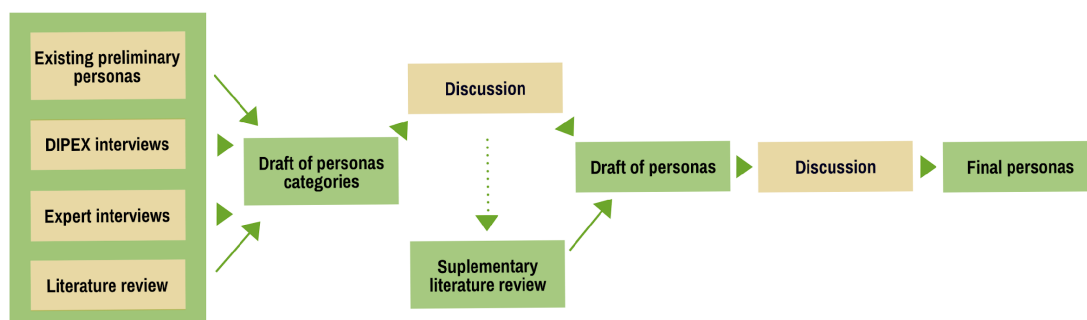 Existing preliminary
personas
DIPEX interviews
Expert interviews
Literature review
Draft of personas
categories
Discussion
Suplementary
literature review
Draft of personas
Discussion
Final personas